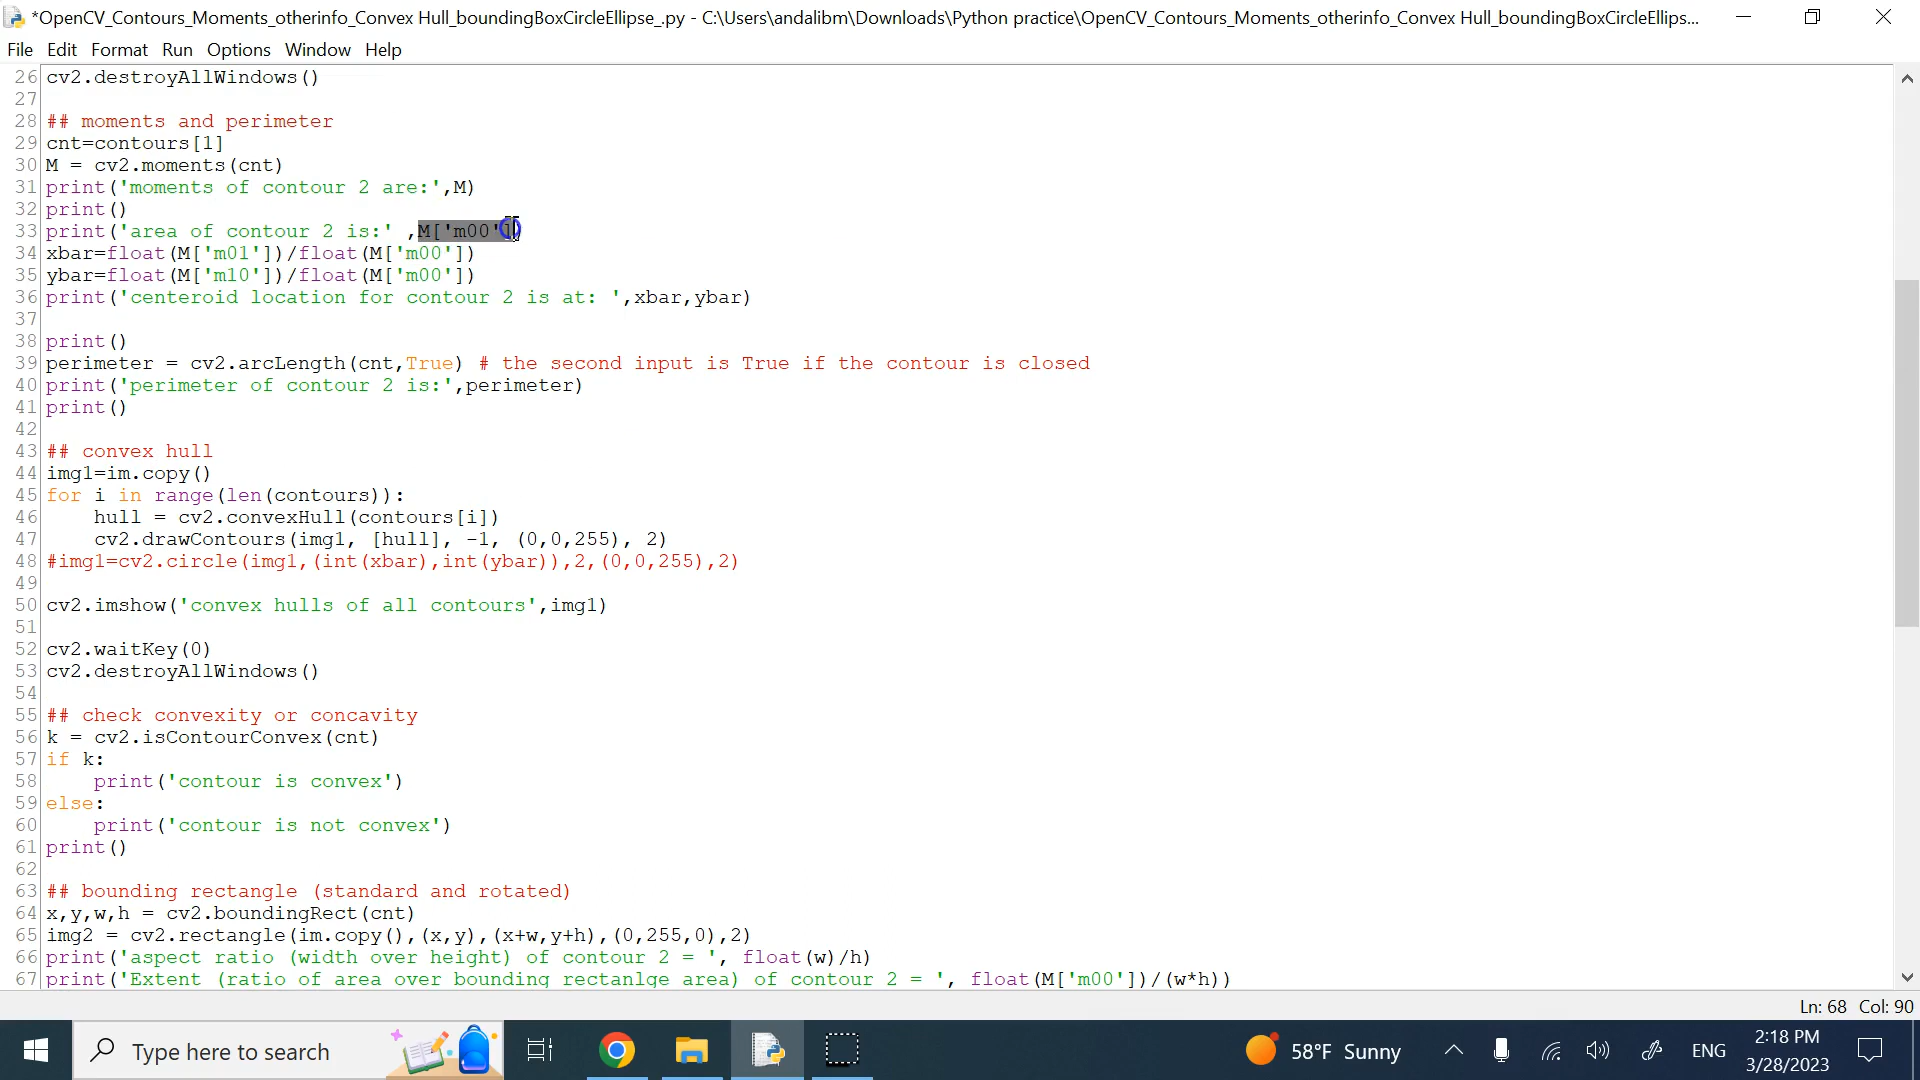 *OpenCV_Contours_Moments_otherinfo_Convex Hull_boundingBoxCircleEllipse_.py - C:\Users\andalibm\Downloads\Python practice\OpenCV_Contours_Moments_otherinfo_Convex Hull_boundingBoxCircleEllips...
File Edit Format Run Options Window Help
26 cv2.destroyAllWindows()
27
28 ## moments and perimeter
29 cnt=contours[1]
30 M = cv2.moments(cnt)
31 print('moments of contour 2 are:',M)
32 print()
33 print('area of contour 2 is:' ,M['m00'])
34 xbar=float(M['m01'])/float(M['m00'])
35 ybar=float(M['m10'])/float(M['m00'])
36 print('centeroid location for contour 2 is at: ',xbar,ybar)
37
38 print()
39 perimeter = cv2.arcLength(cnt,True) # the second input is True if the contour is closed
40 print('perimeter of contour 2 is:',perimeter)
41 print()
42
43 ## convex hull
44 img1=im.copy()
45 for i in range(len(contours)):
46     hull = cv2.convexHull(contours[i])
47     cv2.drawContours(img1, [hull], -1, (0,0,255), 2)
48 #img1=cv2.circle(img1,(int(xbar),int(ybar)),2,(0,0,255),2)
49
50 cv2.imshow('convex hulls of all contours',img1)
51
52 cv2.waitKey(0)
53 cv2.destroyAllWindows()
54
55 ## check convexity or concavity
56 k = cv2.isContourConvex(cnt)
57 if k:
58     print('contour is convex')
59 else:
60     print('contour is not convex')
61 print()
62
63 ## bounding rectangle (standard and rotated)
64 x,y,w,h = cv2.boundingRect(cnt)
65 img2 = cv2.rectangle(im.copy(),(x,y),(x+w,y+h),(0,255,0),2)
66 print('aspect ratio (width over height) of contour 2 = ', float(w)/h)
67 print('Extent (ratio of area over bounding rectanlge area) of contour 2 = ', float(M['m00'])/(w*h))
Ln: 68 Col: 90
Type here to search
58°F Sunny
ENG
2:18 PM
3/28/2023